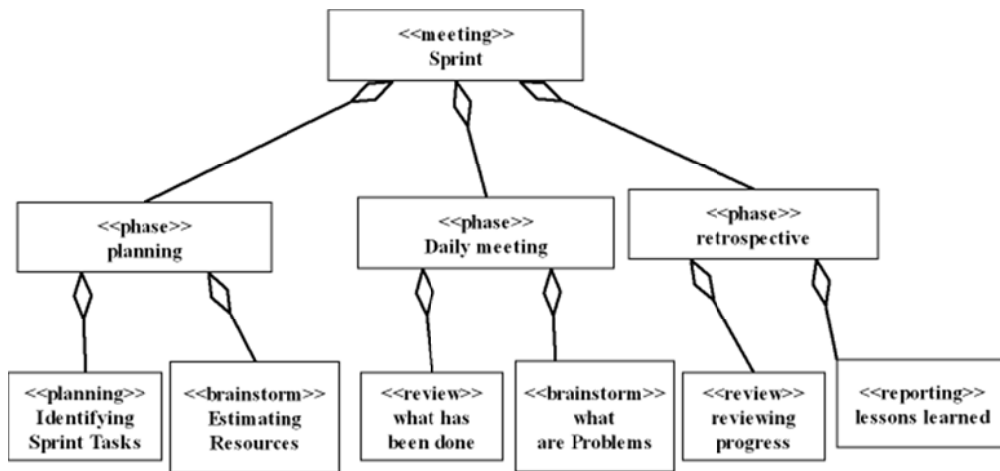 <<meeting>>
Sprint
<<phase>>
planning
<<phase>>
Daily meeting
<<phase>>
retrospective
<<planning>>
Identifying
Sprint Tasks
<<brainstorm>>
Estimating
Resources
<<review>>
what has
been done
<<brainstorm>>
what
are Problems
<<review>>
reviewing
progress
<<reporting>>
lessons learned